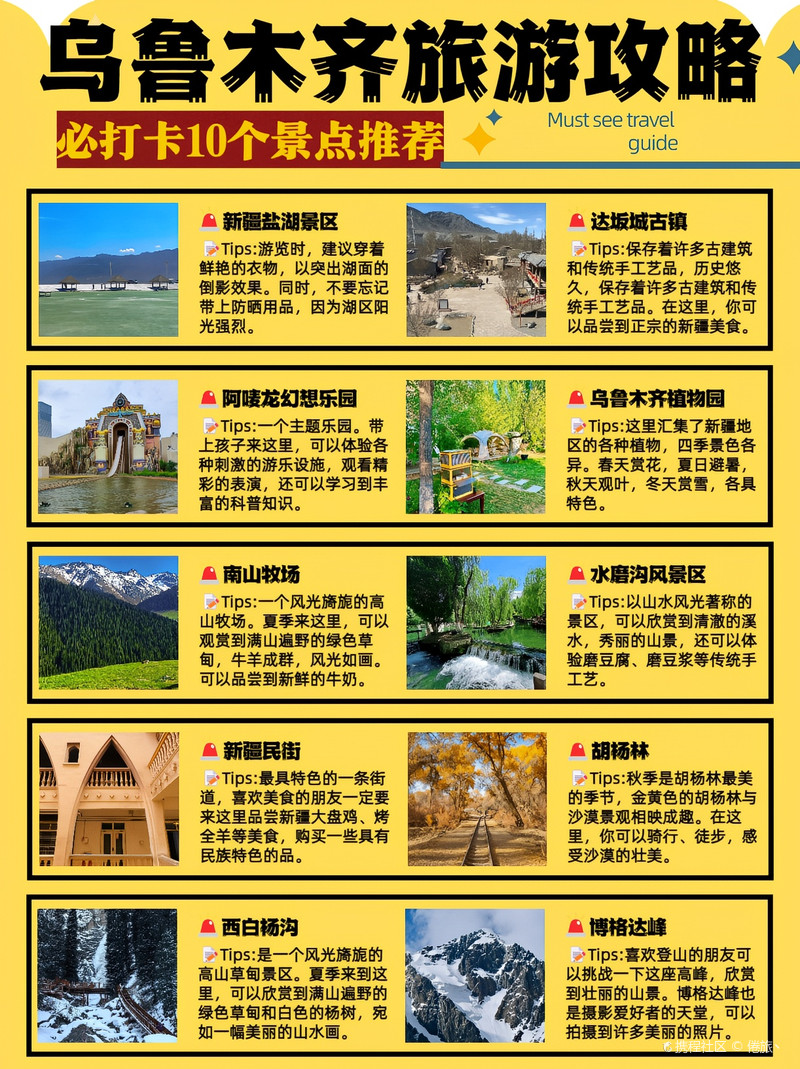 乌鲁木齐旅游攻略
必打卡10个景点推荐
Must see travel
guide
新疆盐湖景区
Tips:游览时，建议穿着
鲜艳的衣物，以突出湖面的
倒影效果。同时，不要忘记
带上防晒用品，因为湖区阳
光强烈。
达坂城古镇
Tips:保存着许多古建筑
和传统手工艺品，历史悠
久，保存着许多古建筑和传
统手工艺品。在这里，你可
以品尝到正宗的新疆美食。
阿唛龙幻想乐园
Tips:一个主题乐园。带
上孩子来这里，可以体验各
种刺激的游乐设施，观看精
彩的表演，还可以学习到丰
富的科普知识。
乌鲁木齐植物园
Tips:这里汇集了新疆地
区的各种植物，四季景色各
异。春天赏花，夏日避暑，
秋天观叶，冬天赏雪，各具
特色。
南山牧场
Tips:一个风光旖旎的高
山牧场。夏季来这里，可以
观赏到满山遍野的绿色草
甸，牛羊成群，风光如画。
可以品尝到新鲜的牛奶。
水磨沟风景区
Tips:以山水风光著称的
景区，可以欣赏到清澈的溪
水，秀丽的山景，还可以体
验磨豆腐、磨豆浆等传统手
工艺。
新疆民街
Tips:最具特色的一条街
道，喜欢美食的朋友一定要
来这里品尝新疆大盘鸡、烤
全羊等美食，购买一些具有
民族特色的品。
胡杨林
Tips:秋季是胡杨林最美
的季节，金黄色的胡杨林与
沙漠景观相映成趣。在这
里，你可以骑行、徒步，感
受沙漠的壮美。
西白杨沟
Tips:是一个风光旖旎的
高山草甸景区。夏季来到这
里，可以欣赏到满山遍野的
绿色草甸和白色的杨树，宛
如一幅美丽的山水画。
博格达峰
Tips:喜欢登山的朋友可
以挑战一下这座高峰，欣赏
到壮丽的山景。博格达峰也
是摄影爱好者的天堂，可以
拍摄到许多美丽的照片。
携程社区 © 倦旅丶